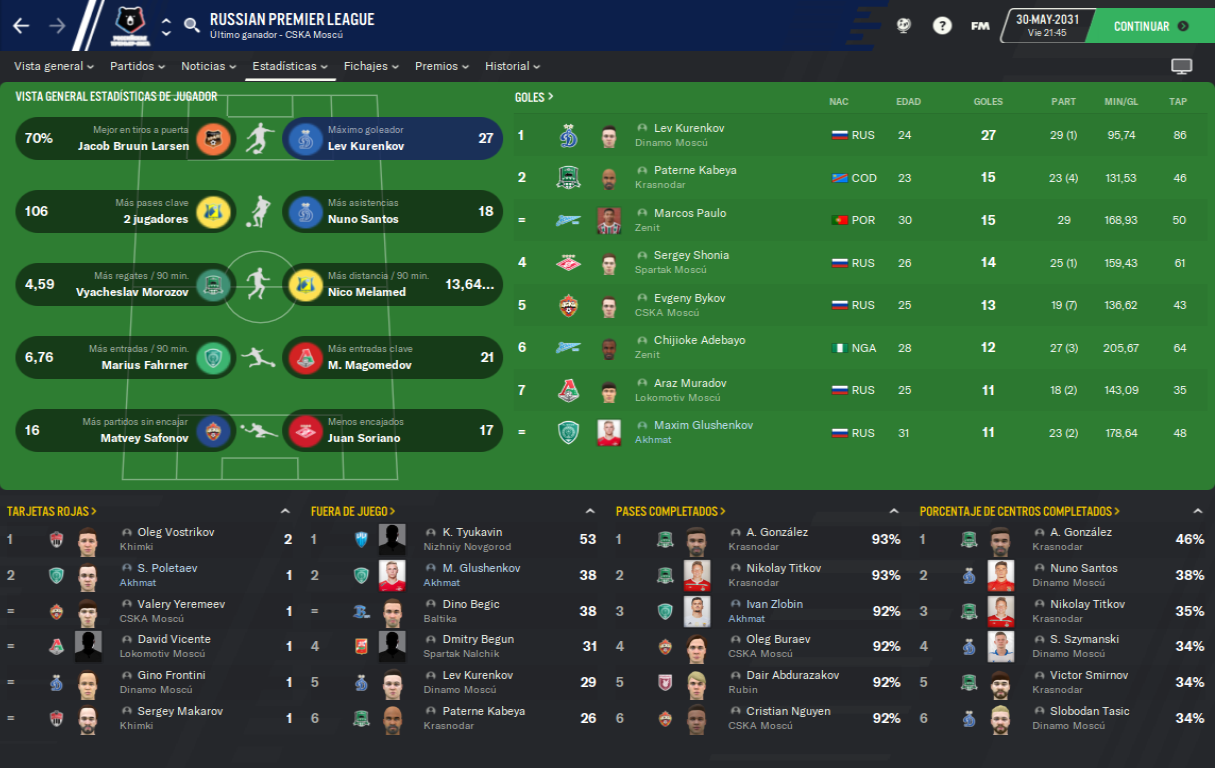 RUSSIAN PREMIER LEAGUE
Último ganador - CSKA Moscú
FM
30-MAY-2031
Vie 21:45
CONTINUAR
Vista general
Partidos
Noticias
Estadísticas
Fichajes
Premios
Historial
VISTA GENERAL ESTADÍSTICAS DE JUGADOR
70% Mejor en tiros a puerta
Jacob Bruun Larsen
Máximo goleador 27
Lev Kurenkov
106 Más pases clave
2 jugadores
Más asistencias 18
Nuno Santos
4,59 Más regates / 90 min.
Vyacheslav Morozov
Más distancia / 90 min. 13,64...
Nico Melamed
6,76 Más entradas / 90 min.
Marius Fahrner
Más entradas clave 21
M. Magomedov
16 Más partidos sin encajar
Matvey Safonov
Menos encajados 17
Juan Soriano
GOLES NAC EDAD GOLES PART MIN/GL TAP
1 Lev Kurenkov RUS 24 27 29 (1) 95,74 86
Dinamo Moscú
2 Paterne Kabeya COD 23 15 23 (4) 131,53 46
Krasnodar
= Marcos Paulo POR 30 15 29 168,93 50
Zenit
4 Sergey Shonia RUS 26 14 25 (1) 159,43 61
Spartak Moscú
5 Evgeny Bykov RUS 25 13 19 (7) 136,62 43
CSKA Moscú
6 Chijioke Adebayo NGA 28 12 27 (3) 205,67 64
Zenit
7 Araz Muradov RUS 25 11 18 (2) 143,09 35
Lokomotiv Moscú
= Maxim Glushenkov RUS 31 11 23 (2) 178,64 48
Akhmat
TARJETAS ROJAS
1 Oleg Vostrikov 2
Khimki
2 S. Poletaev 1
Akhmat
= Valery Yeremeev 1
CSKA Moscú
= David Vicente 1
Lokomotiv Moscú
= Gino Frontini 1
Dinamo Moscú
= Sergey Makarov 1
Khimki
FUERA DE JUEGO
1 K. Tyukavin 53
Nizhniy Novgorod
2 M. Glushenkov 38
Akhmat
= Dino Begic 38
Baltika
4 Dmitry Begun 31
Spartak Nalchik
5 Lev Kurenkov 29
Dinamo Moscú
6 Paterne Kabeya 26
Krasnodar
PASES COMPLETADOS
1 A. González 93%
Krasnodar
2 Nikolay Titkov 93%
Krasnodar
3 Ivan Zlobin 92%
Akhmat
4 Oleg Buraev 92%
CSKA Moscú
5 Dair Abdurazakov 92%
Rubin
6 Cristian Nguyen 92%
CSKA Moscú
PORCENTAJE DE CENTROS COMPLETADOS
1 A. González 46%
Krasnodar
2 Nuno Santos 38%
Dinamo Moscú
3 Nikolay Titkov 35%
Krasnodar
4 S. Szymanski 34%
Dinamo Moscú
5 Victor Smirnov 34%
Krasnodar
6 Slobodan Tasic 34%
Dinamo Moscú